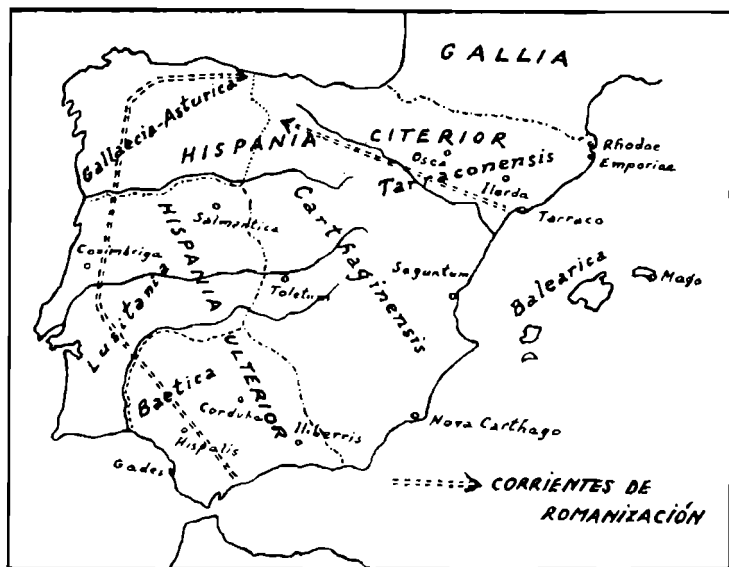 GALLIA
Gallaecia-Asturica
HISPANIA
CITERIOR
Osca
Tarraconensis
Ilerda
Rhodae
Emporiae
Tarraco
Salmantica
HISPANIA
Carthaginensis
Conimbriga
Lusitania
Toletum
Saguntum
Balearica
Mago
ULTERIOR
Baetica
Corduba
Iliberris
Hispalis
Nova Carthago
Gades
CORRIENTES DE
ROMANIZACIÓN